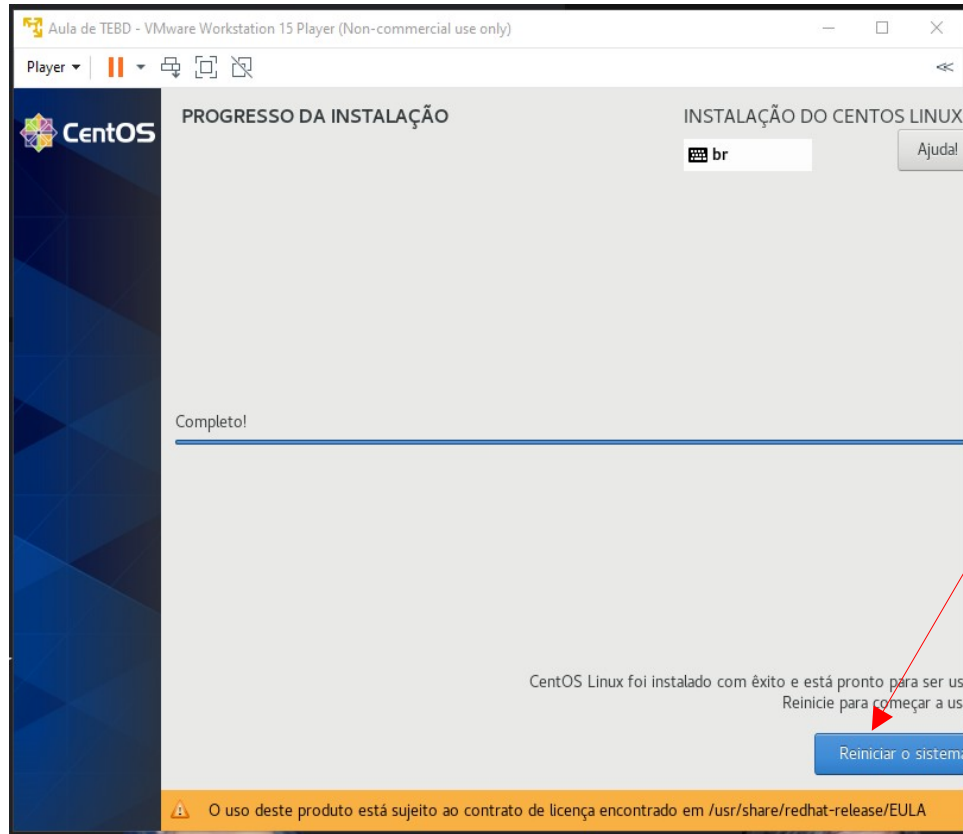 Aula de TEBD - VMware Workstation 15 Player (Non-commercial use only)
Player
CentOS
PROGRESSO DA INSTALAÇÃO
INSTALAÇÃO DO CENTOS LINUX
br
Ajuda!
Completo!
CentOS Linux foi instalado com êxito e está pronto para ser us
Reinicie para começar a us
Reiniciar o sistema
O uso deste produto está sujeito ao contrato de licença encontrado em /usr/share/redhat-release/EULA